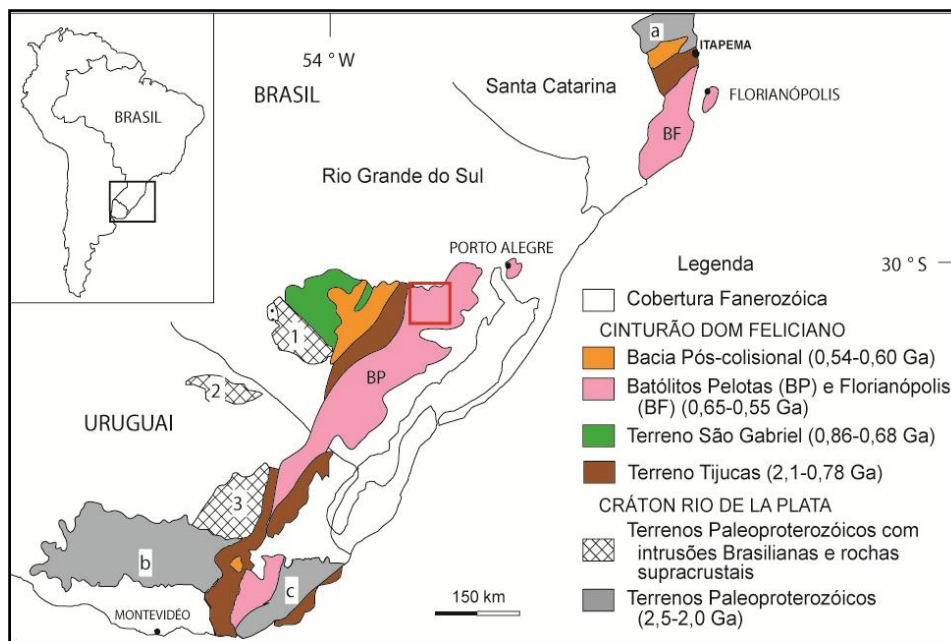 BRASIL
54 ° W
BRASIL
Santa Catarina
a
ITAPEMA
FLORIANÓPOLIS
BF
Rio Grande do Sul
PORTO ALEGRE
30 ° S
1
BP
2
URUGUAI
3
b
c
MONTEVIDÉO
150 km
Legenda
Cobertura Fanerozóica
CINTURÃO DOM FELICIANO
Bacia Pós-colisional (0,54-0,60 Ga)
Batólitos Pelotas (BP) e Florianópolis
(BF) (0,65-0,55 Ga)
Terreno São Gabriel (0,86-0,68 Ga)
Terreno Tijucas (2,1-0,78 Ga)
CRÁTON RIO DE LA PLATA
Terrenos Paleoproterozóicos com
intrusões Brasilianas e rochas
supracrustais
Terrenos Paleoproterozóicos
(2,5-2,0 Ga)